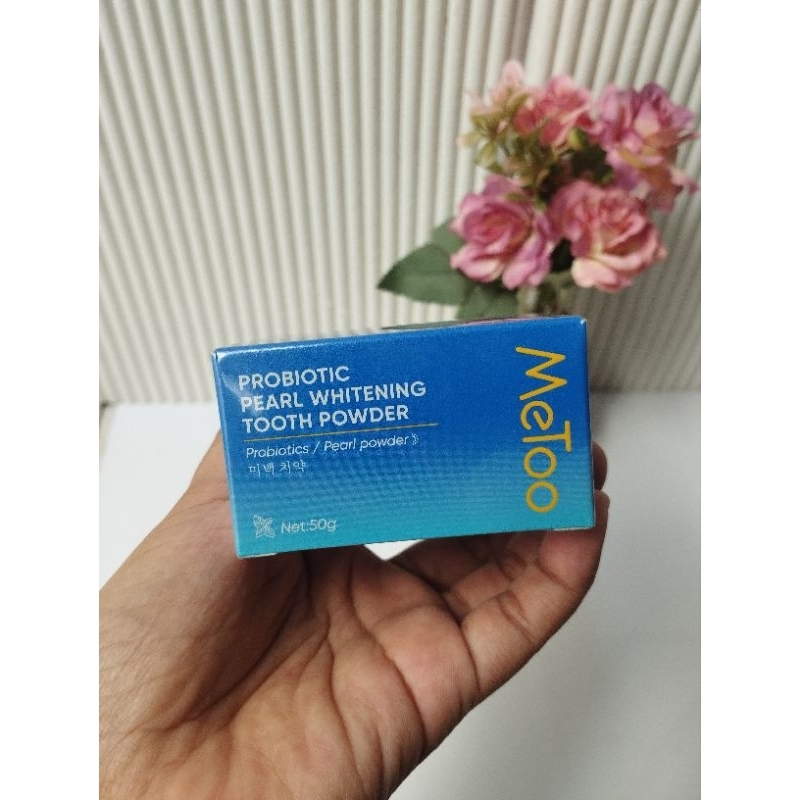 PROBIOTIC
PEARL WHITENING
TOOTH POWDER
Probiotics / Pearl powder
미백 치약
Net:50g
MeToo